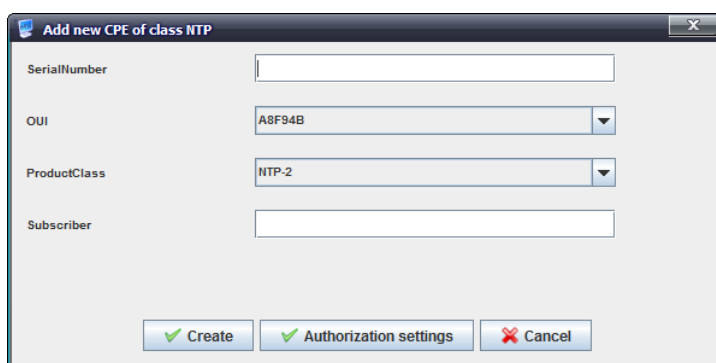 Add new CPE of class NTP
x
SerialNumber
OUI A8F94B
ProductClass NTP-2
Subscriber
Create Authorization settings Cancel